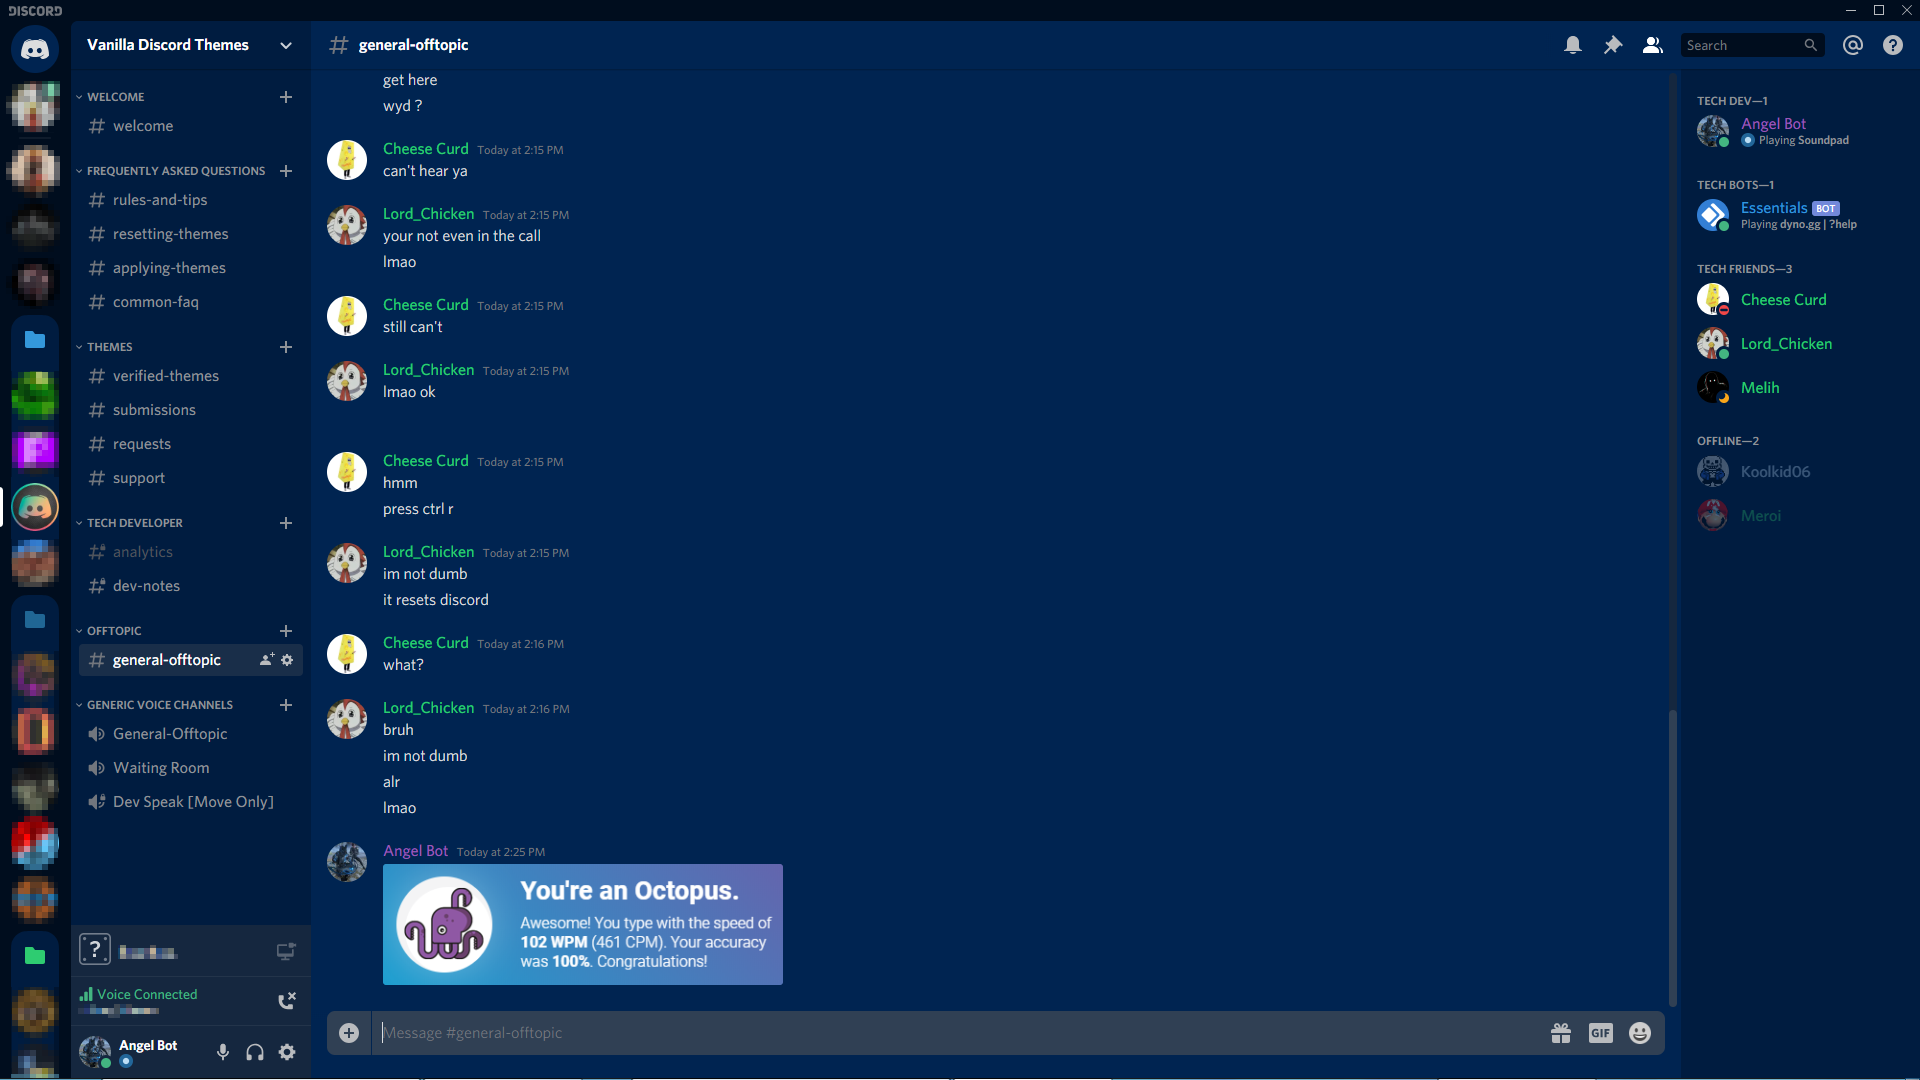 DISCORD
Vanilla Discord Themes
WELCOME
welcome
FREQUENTLY ASKED QUESTIONS
rules-and-tips
resetting-themes
applying-themes
common-faq
THEMES
verified-themes
submissions
requests
support
TECH DEVELOPER
analytics
dev-notes
OFFTOPIC
general-offtopic
GENERIC VOICE CHANNELS
General-Offtopic
Waiting Room
Dev Speak [Move Only]
?
Voice Connected
Angel Bot
general-offtopic
Search
get here
wyd ?
Cheese Curd Today at 2:15 PM
can't hear ya
Lord_Chicken Today at 2:15 PM
your not even in the call
lmao
Cheese Curd Today at 2:15 PM
still can't
Lord_Chicken Today at 2:15 PM
lmao ok
Cheese Curd Today at 2:15 PM
hmm
press ctrl r
Lord_Chicken Today at 2:15 PM
im not dumb
it resets discord
Cheese Curd Today at 2:16 PM
what?
Lord_Chicken Today at 2:16 PM
bruh
im not dumb
alr
lmao
Angel Bot Today at 2:25 PM
You're an Octopus.
Awesome! You type with the speed of
102 WPM (461 CPM). Your accuracy
was 100%. Congratulations!
Message #general-offtopic
GIF
TECH DEV—1
Angel Bot
Playing Soundpad
TECH BOTS—1
Essentials BOT
Playing dyno.gg | ?help
TECH FRIENDS—3
Cheese Curd
Lord_Chicken
Melih
OFFLINE—2
Koolkid06
Meroi